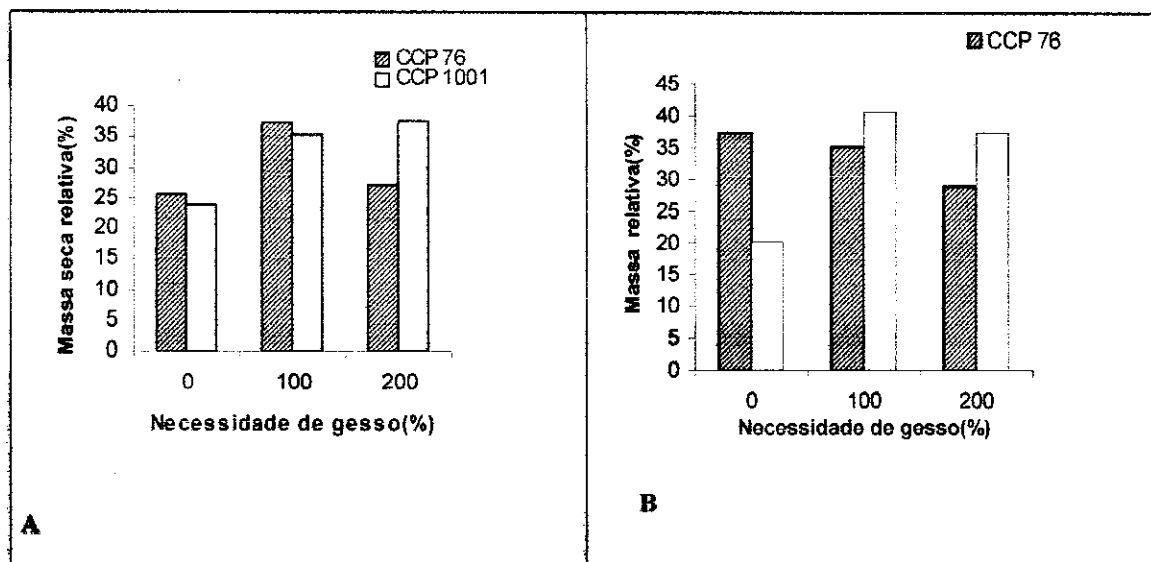 CCP 76
CCP 1001
Massa seca relativa(%)
40
35
30
25
20
15
10
5
0
0 100 200
Necessidade de gesso(%)
A
CCP 76
Massa relativa(%)
45
40
35
30
25
20
15
10
5
0
0 100 200
Necessidade de gesso(%)
B